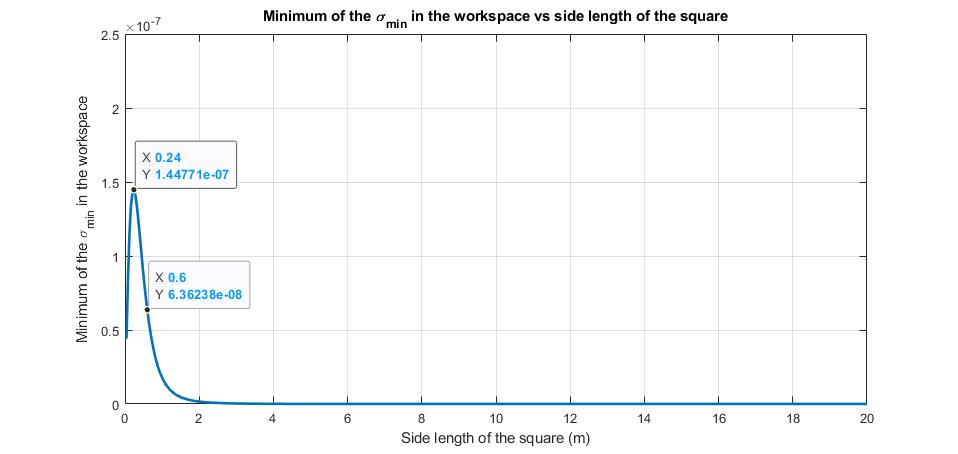 Minimum of the σmin in the workspace vs side length of the square
×10-7
2.5
2
1.5
1
0.5
0
Minimum of the σmin in the workspace
X 0.24
Y 1.44771e-07
X 0.6
Y 6.36238e-08
0 2 4 6 8 10 12 14 16 18 20
Side length of the square (m)